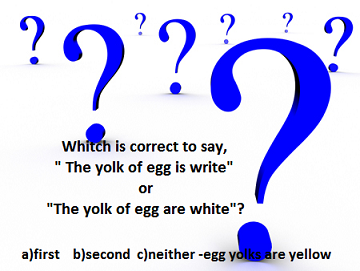 Whitch is correct to say,
" The yolk of egg is write"
or
"The yolk of egg are white"?
a)first b)second c)neither -egg yolks are yellow